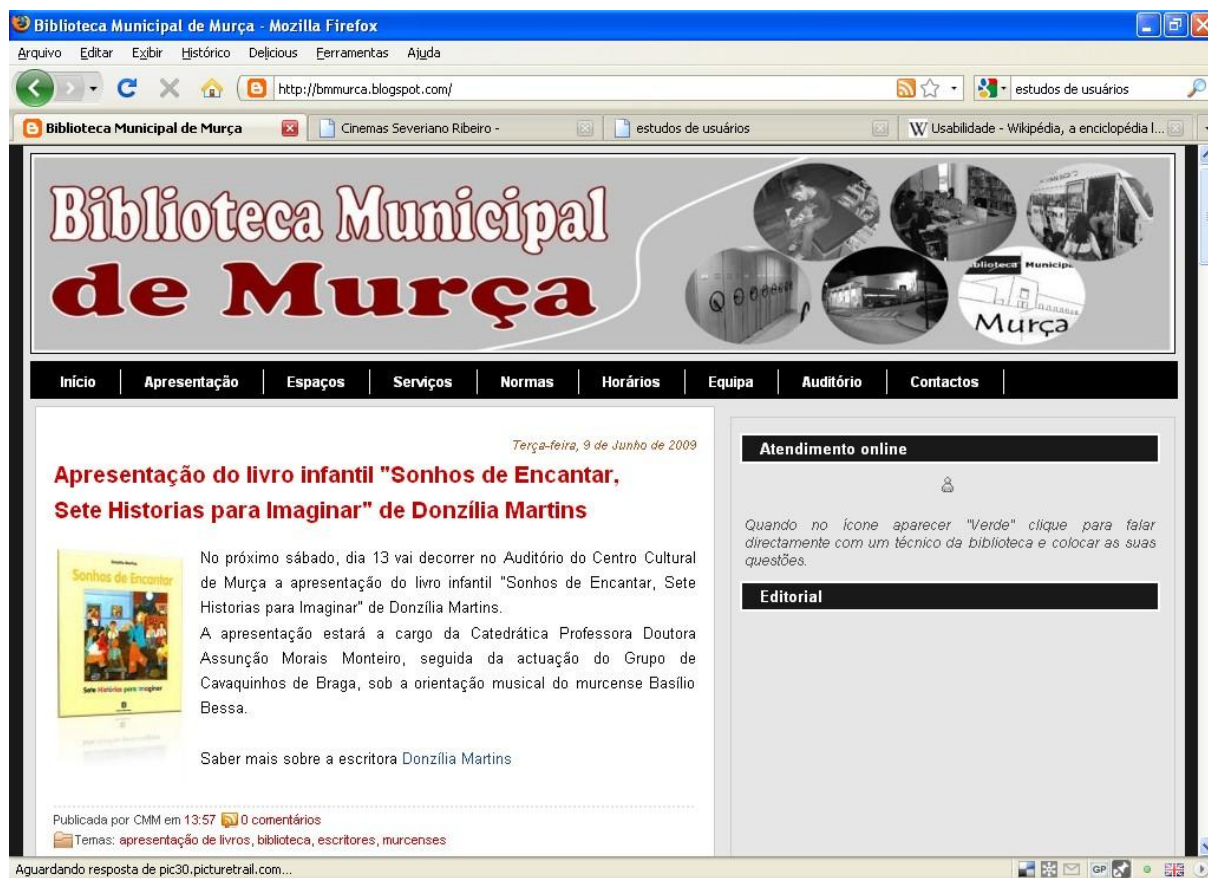 Biblioteca Municipal de Murça - Mozilla Firefox
Arquivo Editar Exibir Histórico Delicious Ferramentas Ajuda
http://bmmurca.blogspot.com/ estudos de usuários
Biblioteca Municipal de Murça Cinemas Severiano Ribeiro - estudos de usuários Usabilidade - Wikipédia, a enciclopédia l...
Biblioteca Municipal
de Murça
Murça
Início Apresentação Espaços Serviços Normas Horários Equipa Auditório Contactos
Terça-feira, 9 de Junho de 2009
Apresentação do livro infantil "Sonhos de Encantar,
Sete Historias para Imaginar" de Donzília Martins
Sonhos de Encantar
Sete Histórias para Imaginar
No próximo sábado, dia 13 vai decorrer no Auditório do Centro Cultural
de Murça a apresentação do livro infantil "Sonhos de Encantar, Sete
Historias para Imaginar" de Donzília Martins.
A apresentação estará a cargo da Catedrática Professora Doutora
Assunção Morais Monteiro, seguida da actuação do Grupo de
Cavaquinhos de Braga, sob a orientação musical do murcense Basílio
Bessa.
Saber mais sobre a escritora Donzília Martins
Publicada por CMM em 13:57 0 comentários
Temas: apresentação de livros, biblioteca, escritores, murcenses
Atendimento online
Quando no ícone aparecer "Verde" clique para falar
directamente com um técnico da biblioteca e colocar as suas
questões.
Editorial
Aguardando resposta de pic30.picturetrail.com... GP